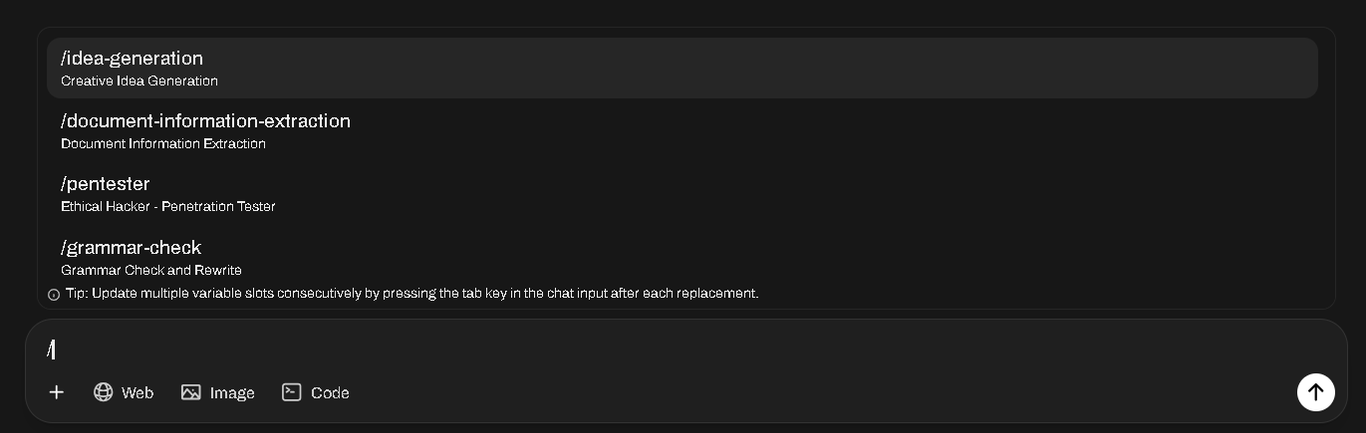 /idea-generation
Creative Idea Generation
/document-information-extraction
Document Information Extraction
/pentester
Ethical Hacker - Penetration Tester
/grammar-check
Grammar Check and Rewrite
Tip: Update multiple variable slots consecutively by pressing the tab key in the chat input after each replacement.
/
Web Image Code